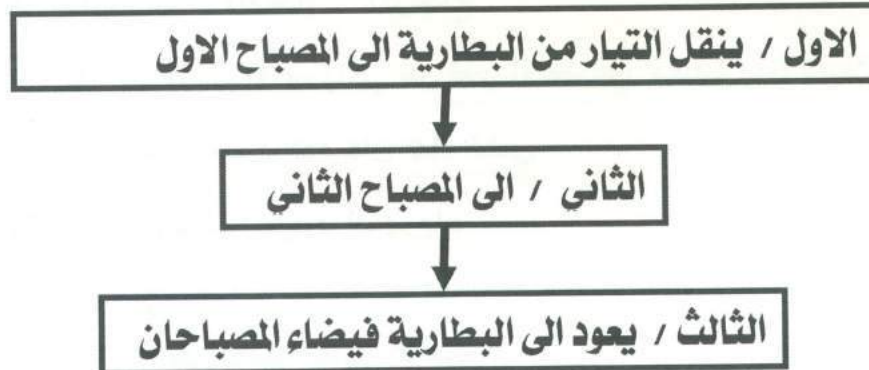 الاول / ينقل التيار من البطارية الى المصباح الاول
الثاني / الى المصباح الثاني
الثالث / يعود الى البطارية فيضاء المصباحان